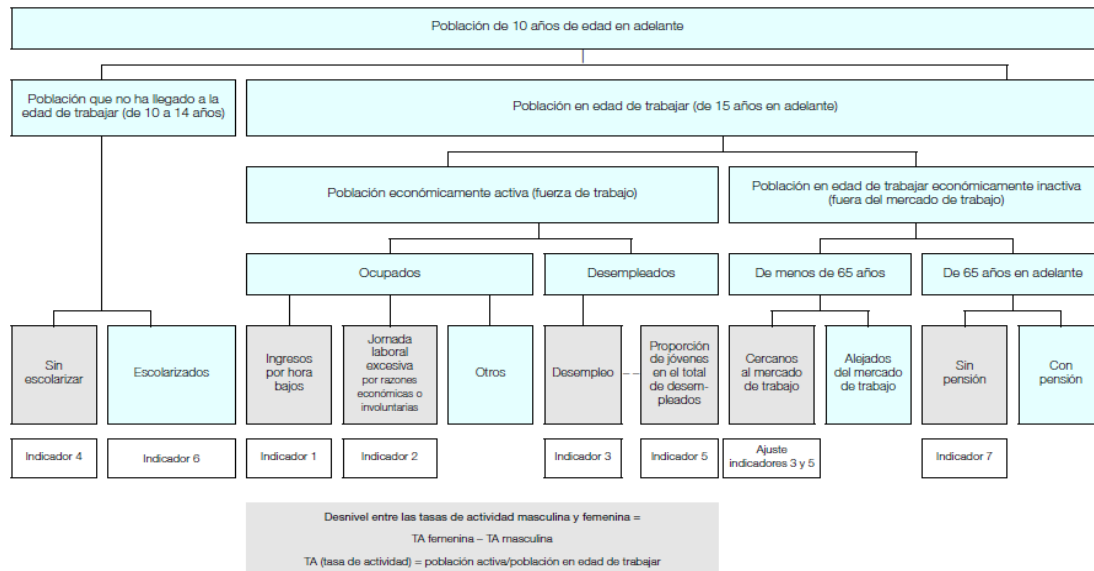 Población de 10 años de edad en adelante
Población que no ha llegado a la
edad de trabajar (de 10 a 14 años)
Población en edad de trabajar (de 15 años en adelante)
Población económicamente activa (fuerza de trabajo)
Población en edad de trabajar económicamente inactiva
(fuera del mercado de trabajo)
Ocupados
Desempleados
De menos de 65 años
De 65 años en adelante
Sin
escolarizar
Escolarizados
Ingresos
por hora
bajos
Jornada
laboral
excesiva
por razones
económicas o
involuntarias
Otros
Desempleo
Proporción
de jóvenes
en el total
de desem-
pleados
Cercanos
al mercado
de trabajo
Alejados
del mercado
de trabajo
Sin
pensión
Con
pensión
Indicador 4
Indicador 6
Indicador 1
Indicador 2
Indicador 3
Indicador 5
Ajuste
indicadores 3 y 5
Indicador 7
Desnivel entre las tasas de actividad masculina y femenina =
TA femenina – TA masculina
TA (tasa de actividad) = población activa/población en edad de trabajar